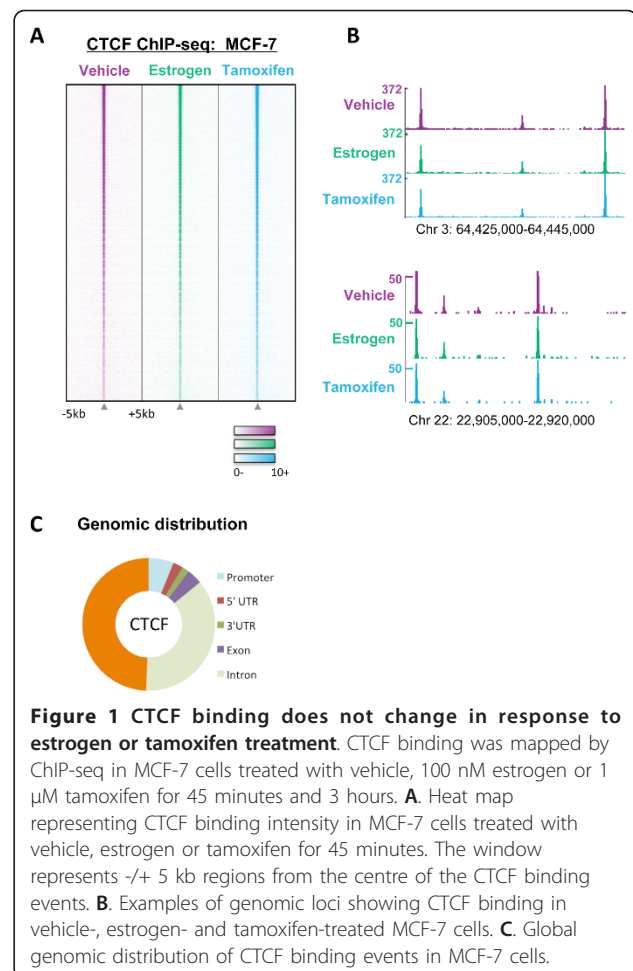 A
CTCF ChIP-seq: MCF-7
Vehicle Estrogen Tamoxifen
-5kb +5kb
0- 10+
B
372
Vehicle
372
Estrogen
372
Tamoxifen
Chr 3: 64,425,000-64,445,000
50
Vehicle
50
Estrogen
50
Tamoxifen
Chr 22: 22,905,000-22,920,000
C Genomic distribution
CTCF
Promoter
5' UTR
3'UTR
Exon
Intron
Figure 1 CTCF binding does not change in response to
estrogen or tamoxifen treatment. CTCF binding was mapped by
ChIP-seq in MCF-7 cells treated with vehicle, 100 nM estrogen or 1
μM tamoxifen for 45 minutes and 3 hours. A. Heat map
representing CTCF binding intensity in MCF-7 cells treated with
vehicle, estrogen or tamoxifen for 45 minutes. The window
represents -/+ 5 kb regions from the centre of the CTCF binding
events. B. Examples of genomic loci showing CTCF binding in
vehicle-, estrogen- and tamoxifen-treated MCF-7 cells. C. Global
genomic distribution of CTCF binding events in MCF-7 cells.